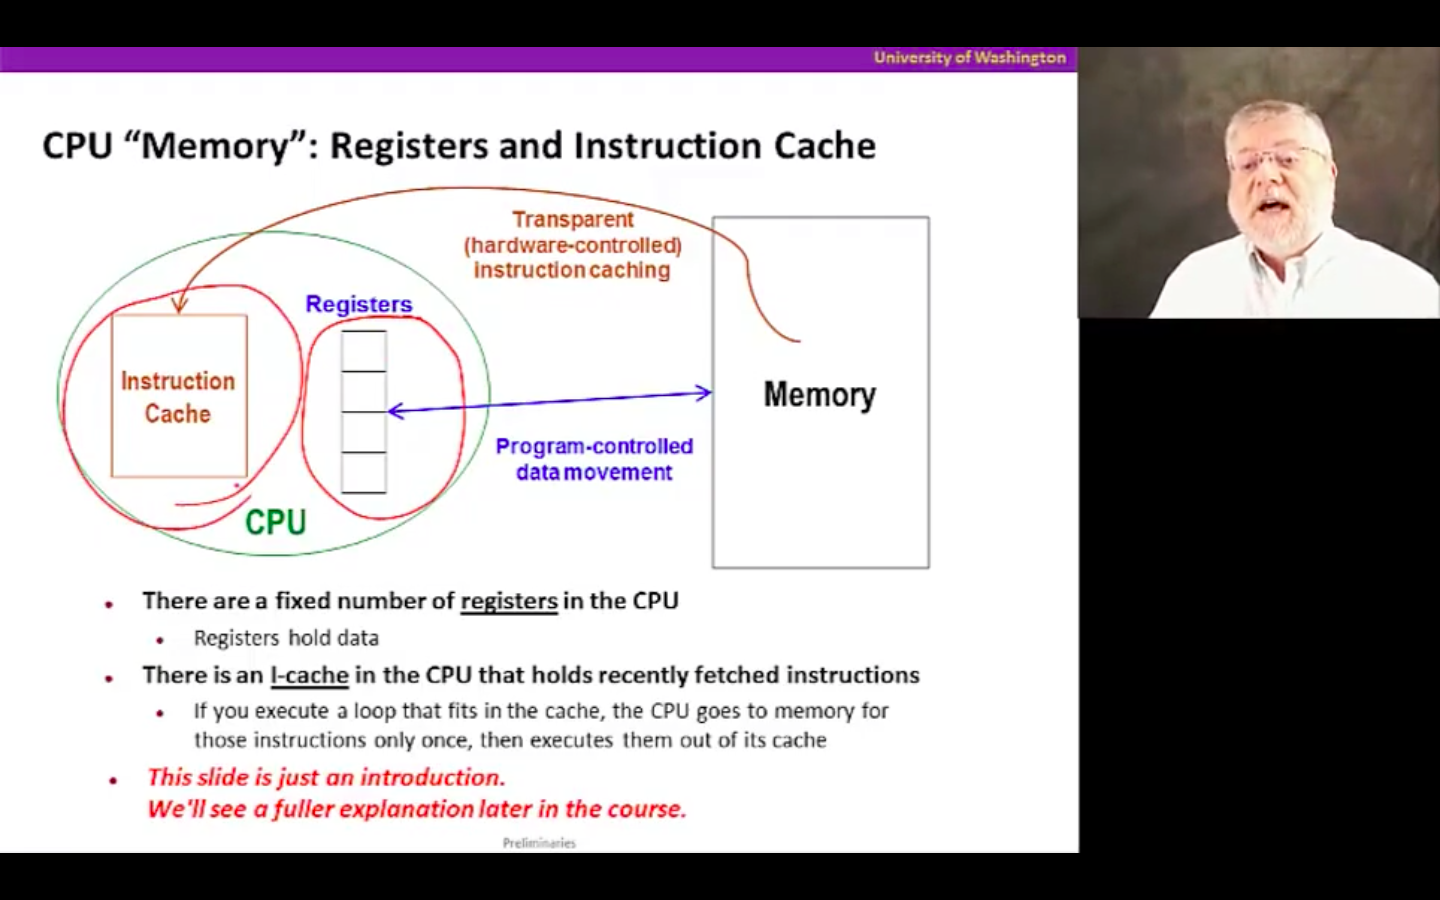 University of Washington
CPU “Memory”: Registers and Instruction Cache
Transparent
(hardware-controlled)
instruction caching
Registers
Instruction
Cache
Memory
Program-controlled
data movement
CPU
• There are a fixed number of registers in the CPU
• Registers hold data
• There is an I-cache in the CPU that holds recently fetched instructions
• If you execute a loop that fits in the cache, the CPU goes to memory for
those instructions only once, then executes them out of its cache
• This slide is just an introduction.
We'll see a fuller explanation later in the course.
Preliminaries